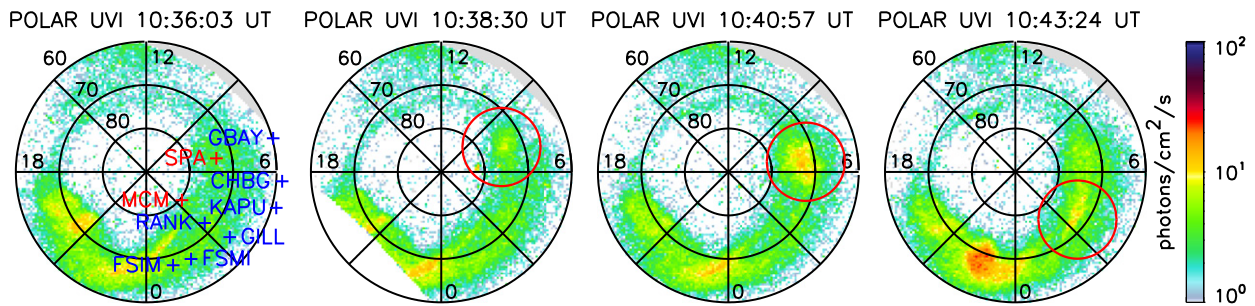 POLAR UVI 10:36:03 UT
60
12
70
80
GBAY +
SPA +
18
6
CHBG +
MCM +
KAPU +
RANK +
+ GILL
FSIM +
+ FSMI
0
POLAR UVI 10:38:30 UT
60
12
70
80
18
6
0
POLAR UVI 10:40:57 UT
60
12
70
80
18
6
0
POLAR UVI 10:43:24 UT
60
12
70
80
18
6
0
10²
10¹
10⁰
photons/cm²/s